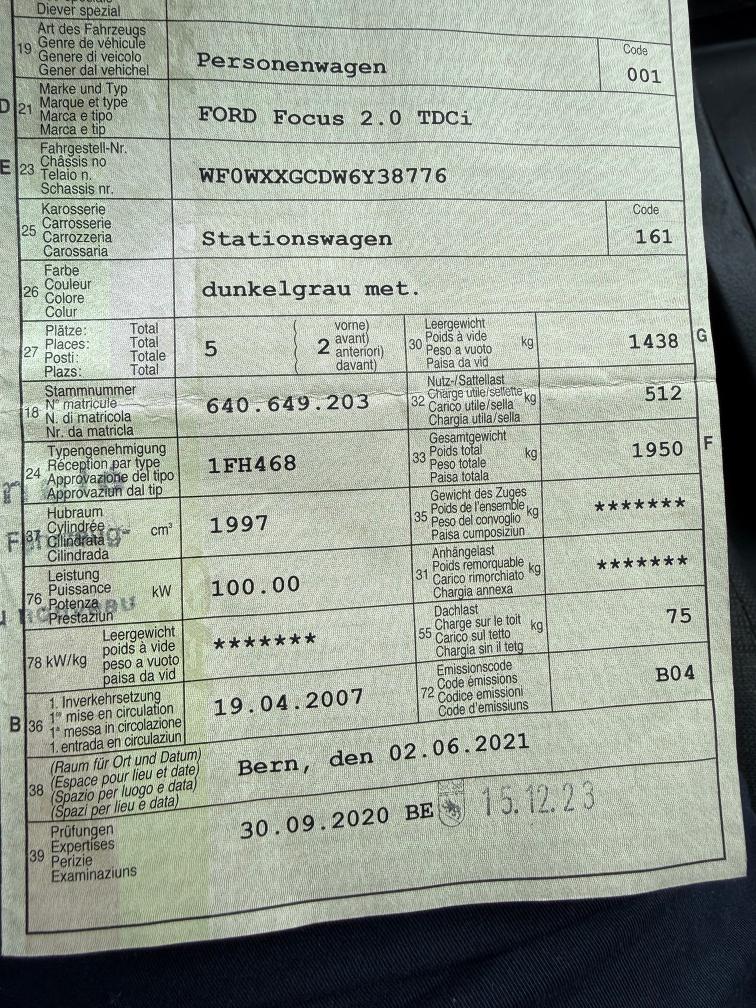 Diever spezial
19 Art des Fahrzeugs
Genre de véhicule
Genere di veicolo
Gener dal vehichel
Personenwagen
Code
001
D 21 Marke und Typ
Marque et type
Marca e tipo
Marca e tip
FORD Focus 2.0 TDCi
E 23 Fahrgestell-Nr.
Châssis no
Telaio n.
Schassis nr.
WF0WXXGCDW6Y38776
25 Karosserie
Carrosserie
Carrozzeria
Carossaria
Stationswagen
Code
161
26 Farbe
Couleur
Colore
Colur
dunkelgrau met.
27 Plätze: Total
Places: Total
Posti: Totale
Plazs: Total
5
( 2 vorne)
( avant)
( anteriori)
( davant)
30 Leergewicht
Poids à vide kg
Peso a vuoto
Paisa da vid
1438 G
18 Stammnummer
N° matricule
N. di matricola
Nr. da matricla
640.649.203
32 Nutz-/Sattellast
Charge utile/sellette kg
Carico utile/sella
Chargia utila/sella
512
24 Typengenehmigung
Réception par type
Approvazione del tipo
Approvaziun dal tip
1FH468
33 Gesamtgewicht
Poids total kg
Peso totale
Paisa totala
1950 F
37 Hubraum
Cylindrée cm³
Cilindrata
Cilindrada
1997
35 Gewicht des Zuges
Poids de l'ensemble kg
Peso del convoglio
Paisa cumposiziun
*******
76 Leistung
Puissance kW
Potenza
Prestaziun
100.00
31 Anhängelast
Poids remorquable kg
Carico rimorchiato
Chargia annexa
*******
78 kW/kg Leergewicht
poids à vide
peso a vuoto
paisa da vid
*******
55 Dachlast
Charge sur le toit kg
Carico sul tetto
Chargia sin il tetg
75
B 36 1. Inverkehrsetzung
1re mise en circulation
1a messa in circolazione
1. entrada en circulaziun
19.04.2007
72 Emissionscode
Code émissions
Codice emissioni
Code d'emissiuns
B04
38 (Raum für Ort und Datum)
(Espace pour lieu et date)
(Spazio per luogo e data)
(Spazi per lieu e data)
Bern, den 02.06.2021
39 Prüfungen
Expertises
Perizie
Examinaziuns
30.09.2020 BE 15.12.23